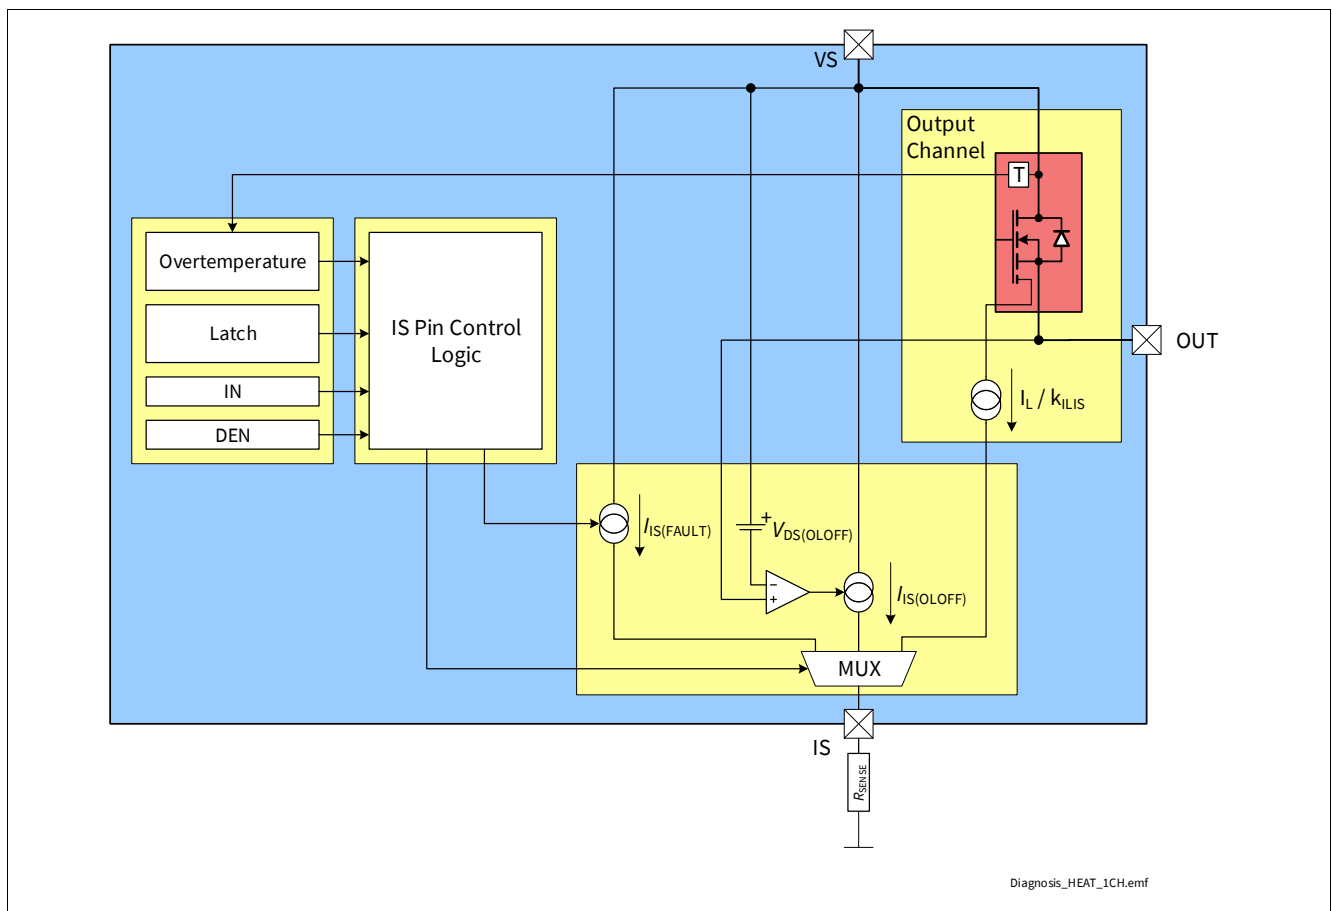 VS
Output
Channel
T
Overtemperature
Latch
IN
DEN
IS Pin Control
Logic
OUT
IL / kILIS
IIS(FAULT)
+
VDS(OLOFF)
−
+
IIS(OLOFF)
MUX
IS
RSENSE
Diagnosis_HEAT_1CH.emf